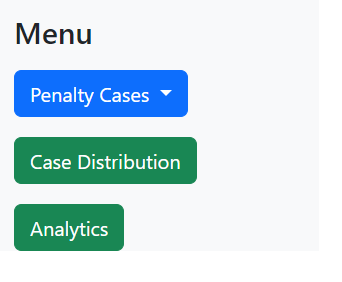 Menu
Penalty Cases
Case Distribution
Analytics